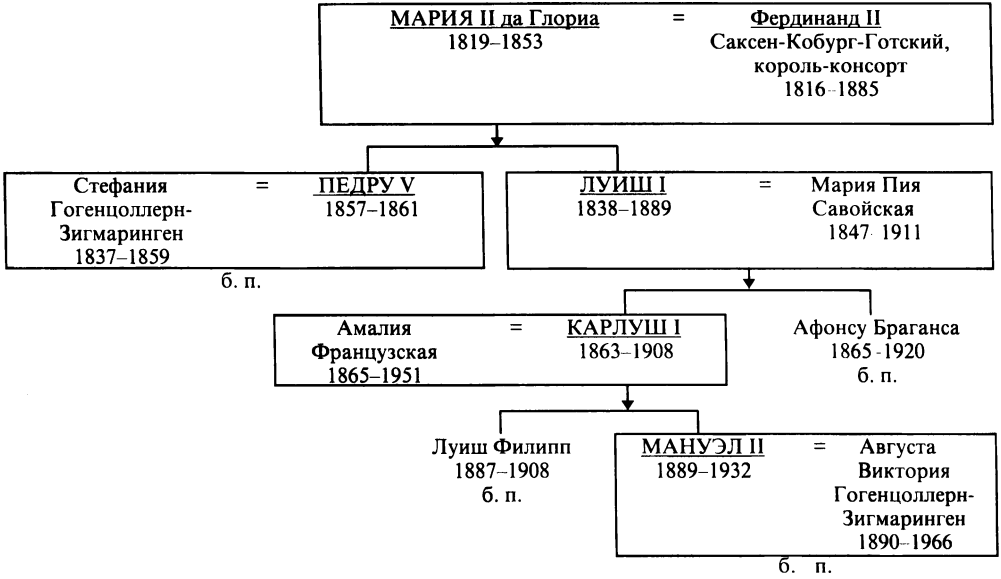 МАРИЯ II да Глориа = Фердинанд II
1819–1853 Саксен-Кобург-Готский,
король-консорт
1816–1885
Стефания = ПЕДРУ V
Гогенцоллерн- 1857–1861
Зигмаринген
1837–1859
б. п.
ЛУИШ I = Мария Пия
1838–1889 Савойская
1847 1911
Амалия = КАРЛУШ I
Французская 1863–1908
1865–1951
Афонсу Браганса
1865-1920
б. п.
Луиш Филипп
1887–1908
б. п.
МАНУЭЛ II = Августа
1889–1932 Виктория
Гогенцоллерн-
Зигмаринген
1890–1966
б. п.